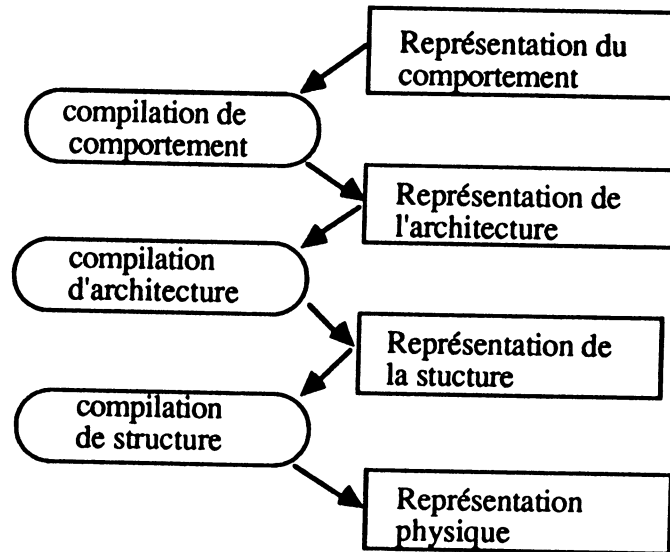 Représentation du
comportement
compilation de
comportement
Représentation de
l'architecture
compilation
d'architecture
Représentation de
la stucture
compilation
de structure
Représentation
physique